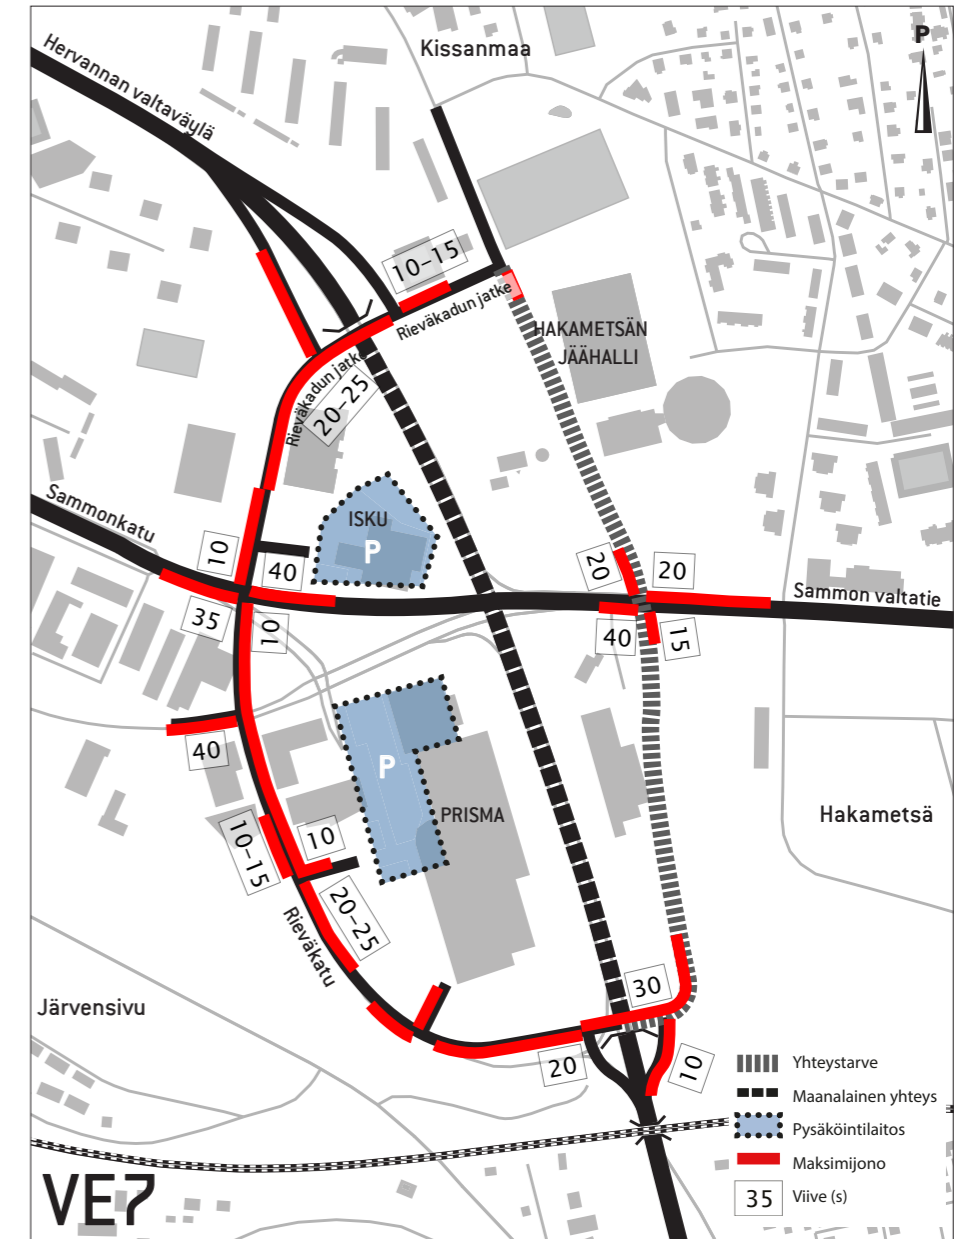 Kissanmaa
P
Hervannan valtaväylä
10–15
Rieväkadun jatke
HAKAMETSÄN
JÄÄHALLI
Rieväkadun jatke
20–25
Sammonkatu
ISKU
P
10
40
20
20
Sammon valtatie
35
10
40
15
40
P
PRISMA
Hakametsä
10–15
10
20–25
Rieväkatu
30
Järvensivu
20
10
Yhteystarve
Maanalainen yhteys
Pysäköintilaitos
Maksimijono
35 Viive (s)
VE7